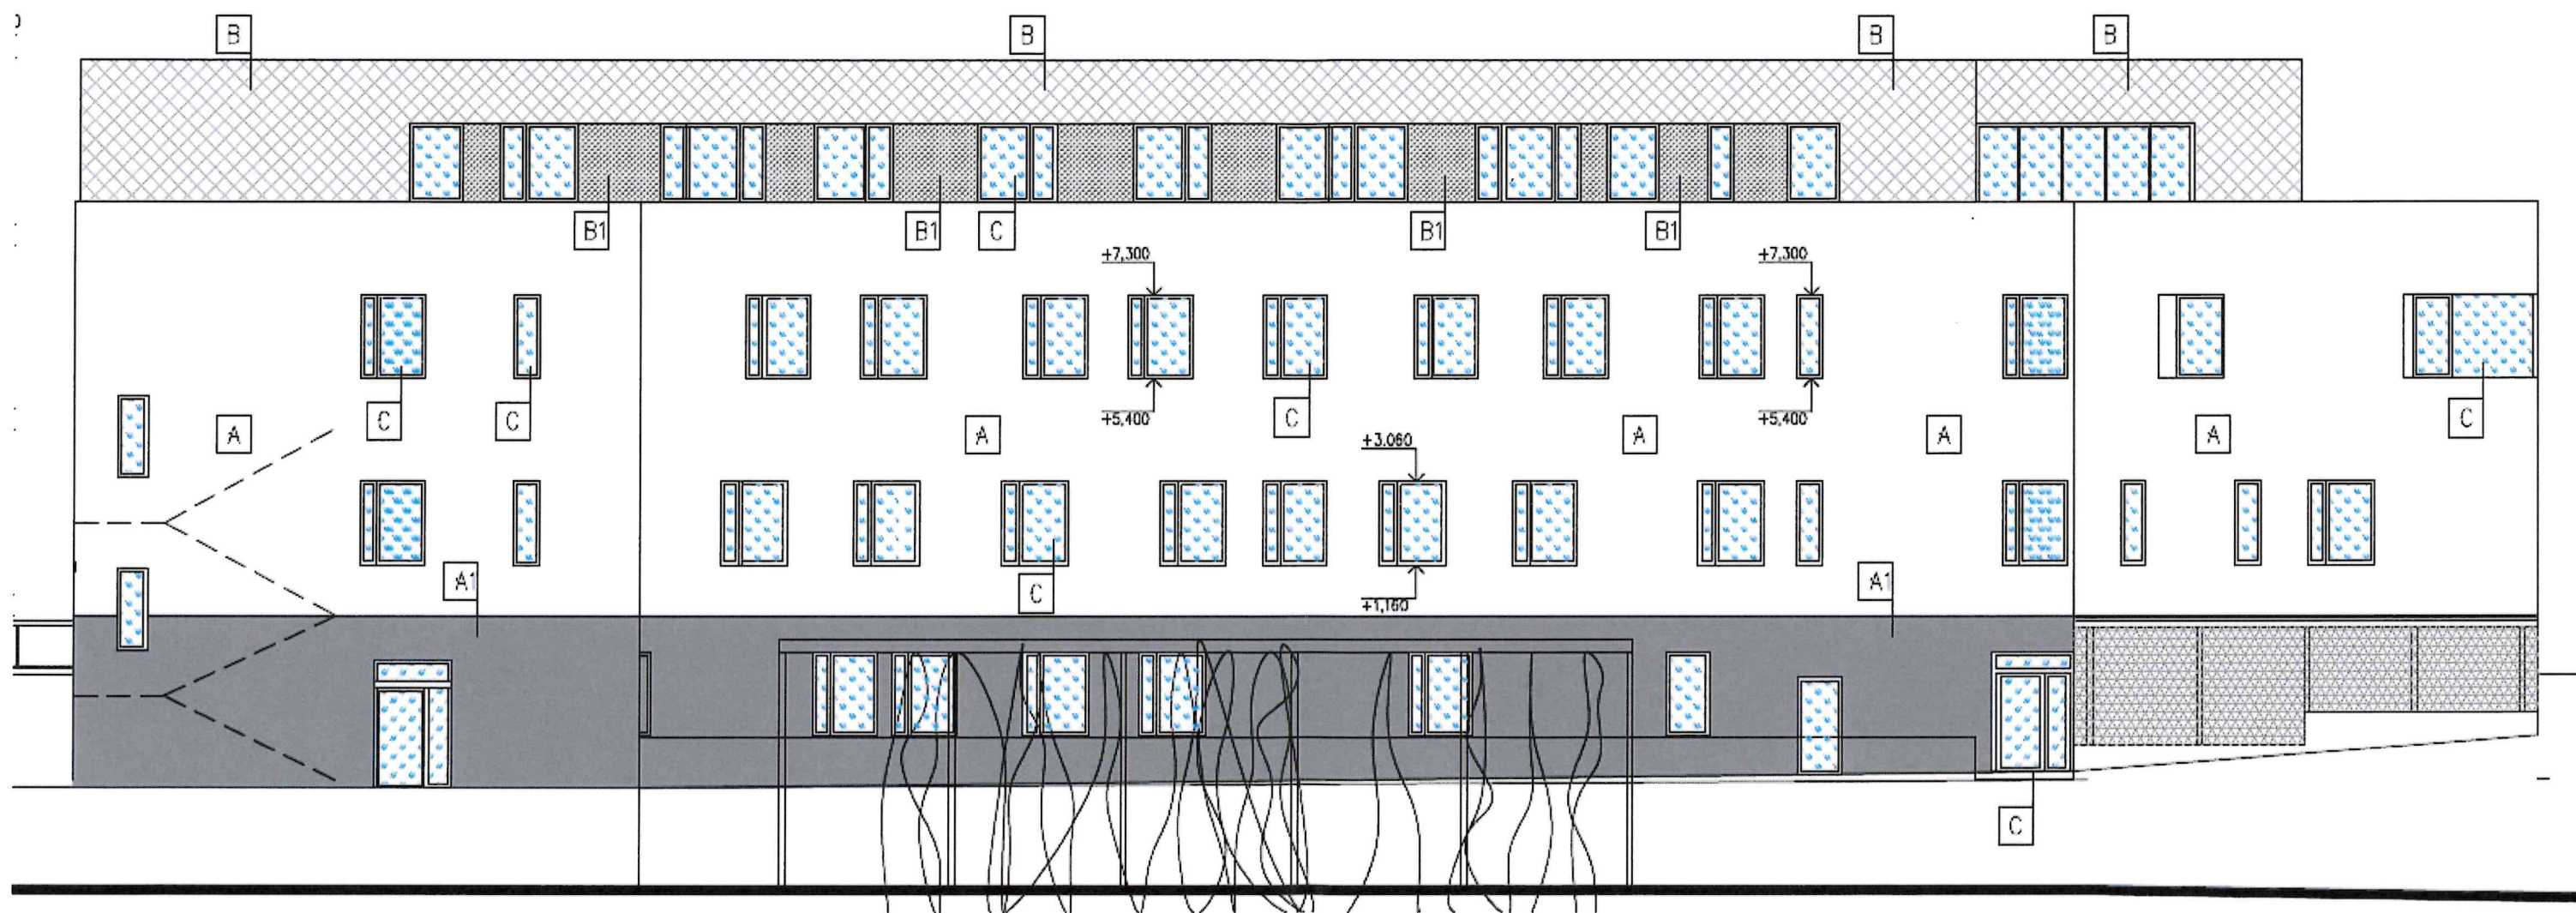 B B B B
B1 B1 C B1 B1
+7,300 +7,300
C C +5,400 C +5,400 C
A A A A A
+3.060
A1 A1
C +1,160
C